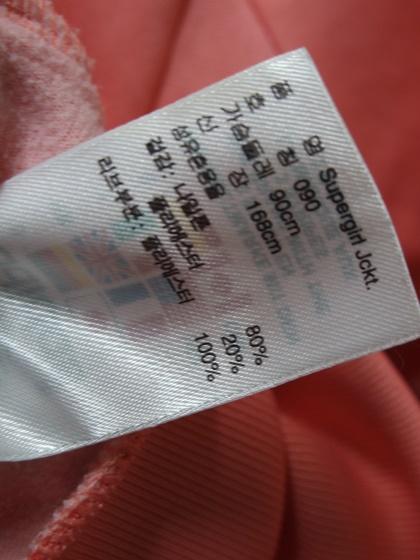 품 명 Supergirl Jckt.
호 칭 090
가슴둘레 90cm
신 장 168cm
섬유혼용율
겉감: 나일론 80%
폴리에스터 20%
리브부분: 폴리에스터 100%